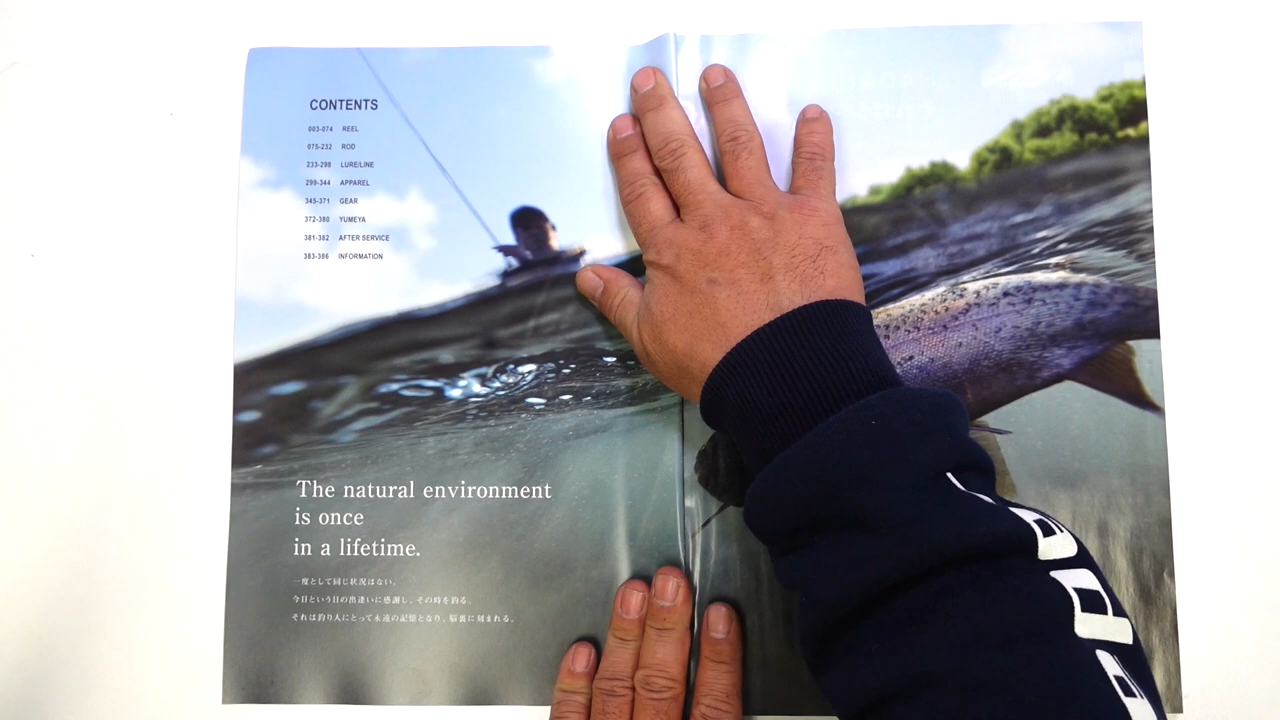 CONTENTS
003-074 REEL
075-232 ROD
233-298 LURE/LINE
299-344 APPAREL
345-371 GEAR
372-380 YUMEYA
381-382 AFTER SERVICE
383-386 INFORMATION
The natural environment
is once
in a lifetime.
一度として同じ状況はない。
今日という日の出逢いに感謝し、その時を釣る。
それは釣り人にとって永遠の記憶となり、脳裏に刻まれる。